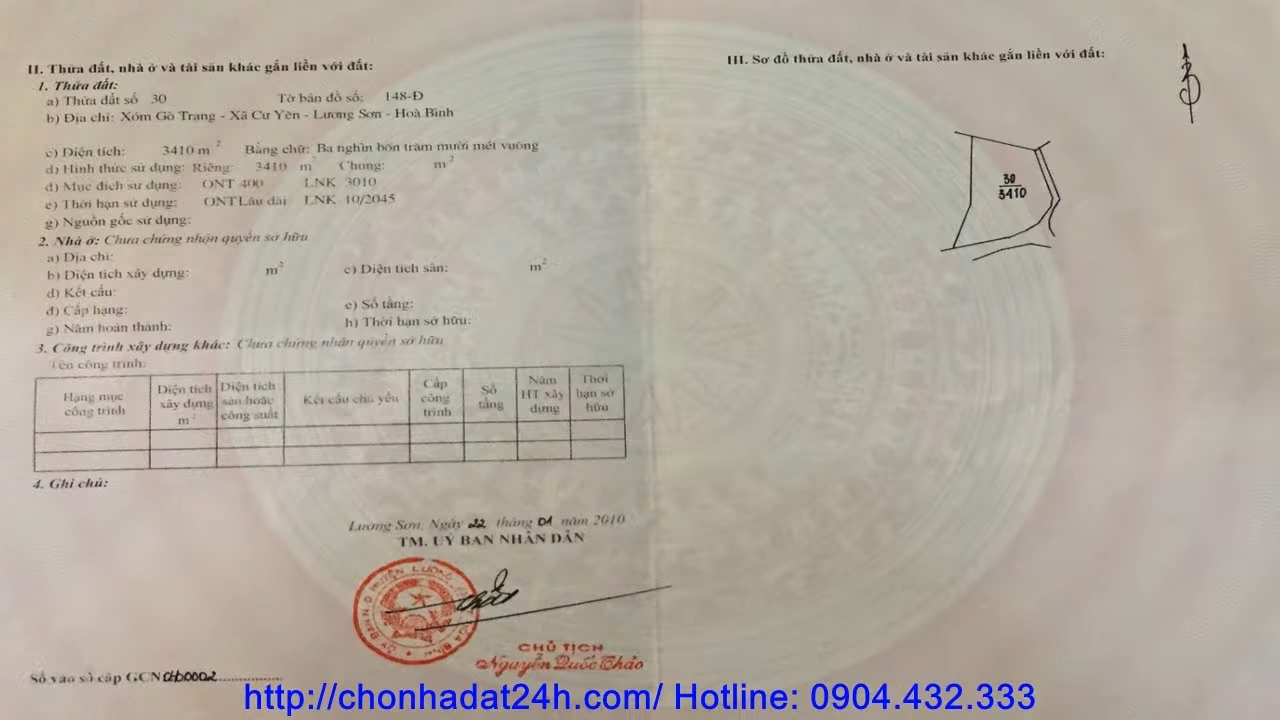 II. Thửa đất, nhà ở và tài sản khác gắn liền với đất:
1. Thửa đất:
a) Thửa đất số 30 Tờ bản đồ số: 148-Đ
b) Địa chỉ: Xóm Gò Trạng - Xã Cư Yên - Lương Sơn - Hoà Bình
c) Diện tích: 3410 m² Bằng chữ: Ba nghìn bốn trăm mười mét vuông
d) Hình thức sử dụng: Riêng: 3410 m² Chung: m²
đ) Mục đích sử dụng: ONT 400 LNK 3010
e) Thời hạn sử dụng: ONT Lâu dài LNK 10/2045
g) Nguồn gốc sử dụng:
2. Nhà ở: Chưa chứng nhận quyền sở hữu
a) Địa chỉ:
b) Diện tích xây dựng: m² c) Diện tích sàn: m²
d) Kết cấu:
đ) Cấp hạng: e) Số tầng:
g) Năm hoàn thành: h) Thời hạn sở hữu:
3. Công trình xây dựng khác: Chưa chứng nhận quyền sở hữu
Tên công trình:
Hạng mục công trình
Diện tích xây dựng m²
Diện tích sàn hoặc công suất
Kết cấu chủ yếu
Cấp công trình
Số tầng
Năm HT xây dựng
Thời hạn sở hữu
4. Ghi chú:
Lương Sơn, Ngày 22 tháng 01 năm 2010
TM. UỶ BAN NHÂN DÂN
CHỦ TỊCH
Nguyễn Quốc Thảo
Số vào sổ cấp GCN CH00002
III. Sơ đồ thửa đất, nhà ở và tài sản khác gắn liền với đất:
30
3410
http://chonhadat24h.com/ Hotline: 0904.432.333